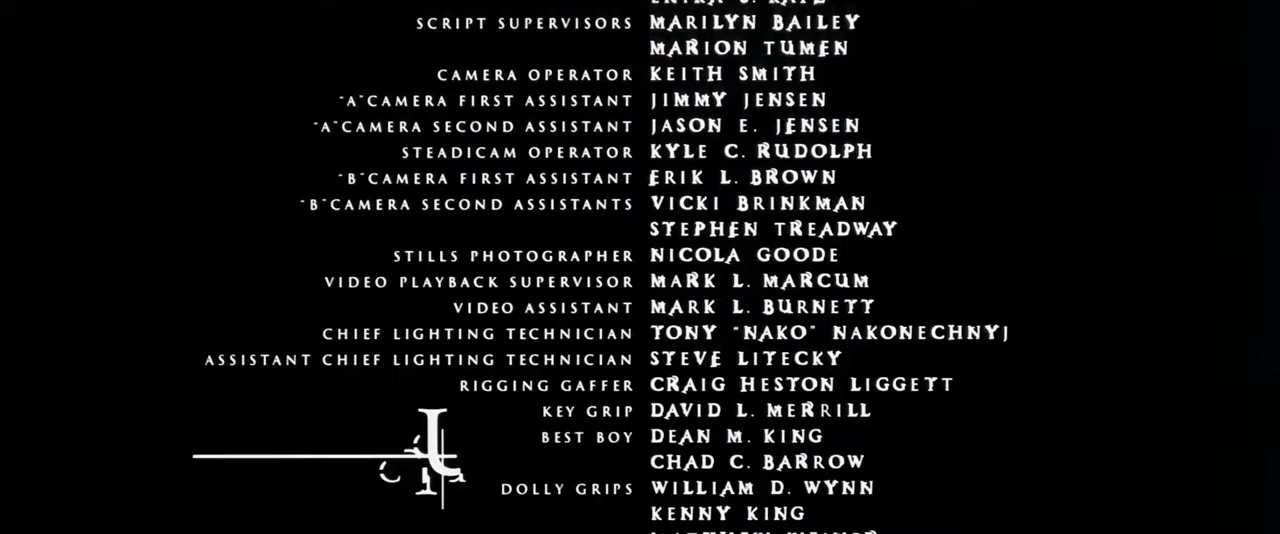 SCRIPT SUPERVISORS MARILYN BAILEY
MARION TUMEN
CAMERA OPERATOR KEITH SMITH
"A" CAMERA FIRST ASSISTANT JIMMY JENSEN
"A" CAMERA SECOND ASSISTANT JASON E. JENSEN
STEADICAM OPERATOR KYLE C. RUDOLPH
"B" CAMERA FIRST ASSISTANT ERIK L. BROWN
"B" CAMERA SECOND ASSISTANTS VICKI BRINKMAN
STEPHEN TREADWAY
STILLS PHOTOGRAPHER NICOLA GOODE
VIDEO PLAYBACK SUPERVISOR MARK L. MARCUM
VIDEO ASSISTANT MARK L. BURNETT
CHIEF LIGHTING TECHNICIAN TONY "NAKO" NAKONECHNYJ
ASSISTANT CHIEF LIGHTING TECHNICIAN STEVE LITECKY
RIGGING GAFFER CRAIG HESTON LIGGETT
KEY GRIP DAVID L. MERRILL
BEST BOY DEAN M. KING
CHAD C. BARROW
DOLLY GRIPS WILLIAM D. WYNN
KENNY KING